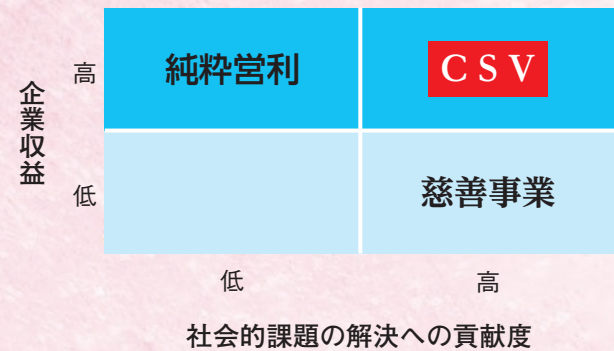 企業収益
高
純粋営利
CSV
低
慈善事業
低
高
社会的課題の解決への貢献度